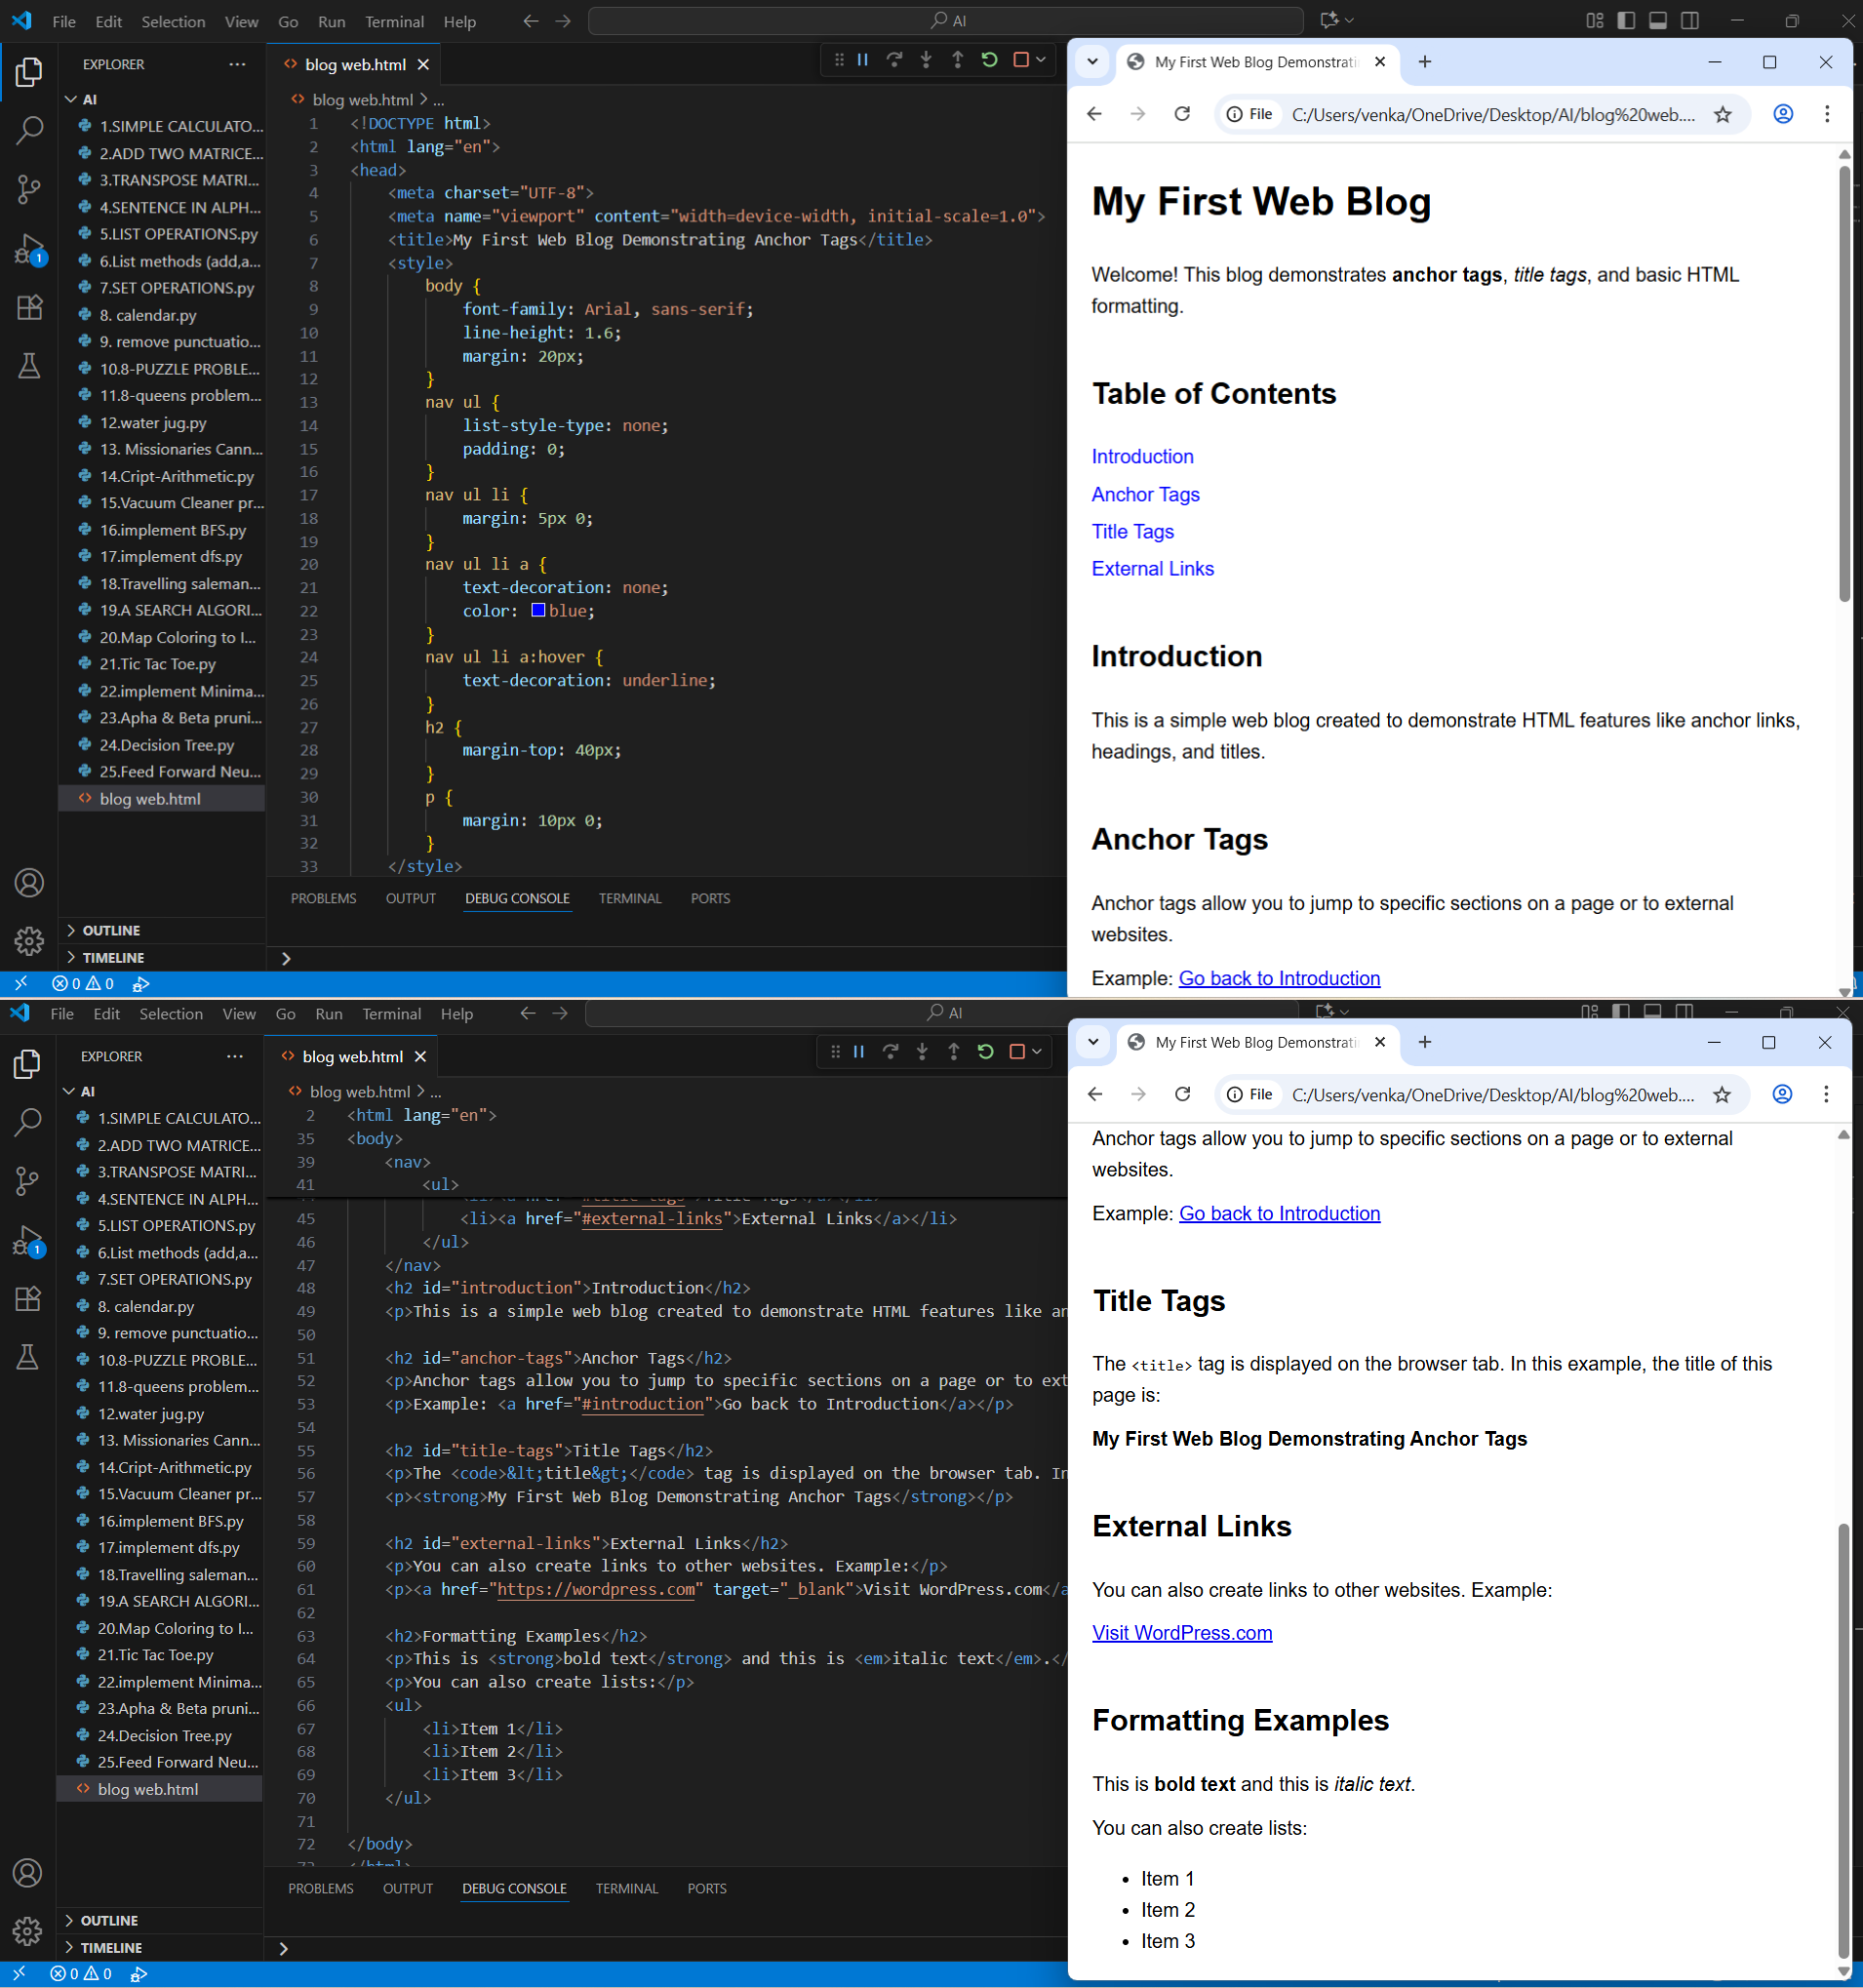 File Edit Selection View Go Run Terminal Help
AI
EXPLORER
AI
1.SIMPLE CALCULATO...
2.ADD TWO MATRICE...
3.TRANSPOSE MATRI...
4.SENTENCE IN ALPH...
5.LIST OPERATIONS.py
6.List methods (add,a...
7.SET OPERATIONS.py
8. calendar.py
9. remove punctuatio...
10.8-PUZZLE PROBLE...
11.8-queens problem...
12.water jug.py
13. Missionaries Cann...
14.Cript-Arithmetic.py
15.Vacuum Cleaner pr...
16.implement BFS.py
17.implement dfs.py
18.Travelling saleman...
19.A SEARCH ALGORI...
20.Map Coloring to I...
21.Tic Tac Toe.py
22.implement Minima...
23.Apha & Beta pruni...
24.Decision Tree.py
25.Feed Forward Neu...
blog web.html
OUTLINE
TIMELINE
1
0 0
blog web.html
blog web.html > ...
1 <!DOCTYPE html>
2 <html lang="en">
3 <head>
4 <meta charset="UTF-8">
5 <meta name="viewport" content="width=device-width, initial-scale=1.0">
6 <title>My First Web Blog Demonstrating Anchor Tags</title>
7 <style>
8 body {
9 font-family: Arial, sans-serif;
10 line-height: 1.6;
11 margin: 20px;
12 }
13 nav ul {
14 list-style-type: none;
15 padding: 0;
16 }
17 nav ul li {
18 margin: 5px 0;
19 }
20 nav ul li a {
21 text-decoration: none;
22 color: blue;
23 }
24 nav ul li a:hover {
25 text-decoration: underline;
26 }
27 h2 {
28 margin-top: 40px;
29 }
30 p {
31 margin: 10px 0;
32 }
33 </style>
PROBLEMS OUTPUT DEBUG CONSOLE TERMINAL PORTS
My First Web Blog Demonstrati
File C:/Users/venka/OneDrive/Desktop/AI/blog%20web....
My First Web Blog
Welcome! This blog demonstrates anchor tags, title tags, and basic HTML
formatting.
Table of Contents
Introduction
Anchor Tags
Title Tags
External Links
Introduction
This is a simple web blog created to demonstrate HTML features like anchor links,
headings, and titles.
Anchor Tags
Anchor tags allow you to jump to specific sections on a page or to external
websites.
Example: Go back to Introduction
File Edit Selection View Go Run Terminal Help
AI
EXPLORER
AI
1.SIMPLE CALCULATO...
2.ADD TWO MATRICE...
3.TRANSPOSE MATRI...
4.SENTENCE IN ALPH...
5.LIST OPERATIONS.py
6.List methods (add,a...
7.SET OPERATIONS.py
8. calendar.py
9. remove punctuatio...
10.8-PUZZLE PROBLE...
11.8-queens problem...
12.water jug.py
13. Missionaries Cann...
14.Cript-Arithmetic.py
15.Vacuum Cleaner pr...
16.implement BFS.py
17.implement dfs.py
18.Travelling saleman...
19.A SEARCH ALGORI...
20.Map Coloring to I...
21.Tic Tac Toe.py
22.implement Minima...
23.Apha & Beta pruni...
24.Decision Tree.py
25.Feed Forward Neu...
blog web.html
OUTLINE
TIMELINE
1
0 0
blog web.html
blog web.html > ...
2 <html lang="en">
35 <body>
39 <nav>
41 <ul>
45 <li><a href="#external-links">External Links</a></li>
46 </ul>
47 </nav>
48 <h2 id="introduction">Introduction</h2>
49 <p>This is a simple web blog created to demonstrate HTML features like an
50
51 <h2 id="anchor-tags">Anchor Tags</h2>
52 <p>Anchor tags allow you to jump to specific sections on a page or to ext
53 <p>Example: <a href="#introduction">Go back to Introduction</a></p>
54
55 <h2 id="title-tags">Title Tags</h2>
56 <p>The <code>&lt;title&gt;</code> tag is displayed on the browser tab. In
57 <p><strong>My First Web Blog Demonstrating Anchor Tags</strong></p>
58
59 <h2 id="external-links">External Links</h2>
60 <p>You can also create links to other websites. Example:</p>
61 <p><a href="https://wordpress.com" target="_blank">Visit WordPress.com</a
62
63 <h2>Formatting Examples</h2>
64 <p>This is <strong>bold text</strong> and this is <em>italic text</em>.</
65 <p>You can also create lists:</p>
66 <ul>
67 <li>Item 1</li>
68 <li>Item 2</li>
69 <li>Item 3</li>
70 </ul>
71
72 </body>
PROBLEMS OUTPUT DEBUG CONSOLE TERMINAL PORTS
My First Web Blog Demonstrati
File C:/Users/venka/OneDrive/Desktop/AI/blog%20web....
Anchor tags allow you to jump to specific sections on a page or to external
websites.
Example: Go back to Introduction
Title Tags
The <title> tag is displayed on the browser tab. In this example, the title of this
page is:
My First Web Blog Demonstrating Anchor Tags
External Links
You can also create links to other websites. Example:
Visit WordPress.com
Formatting Examples
This is bold text and this is italic text.
You can also create lists:
• Item 1
• Item 2
• Item 3